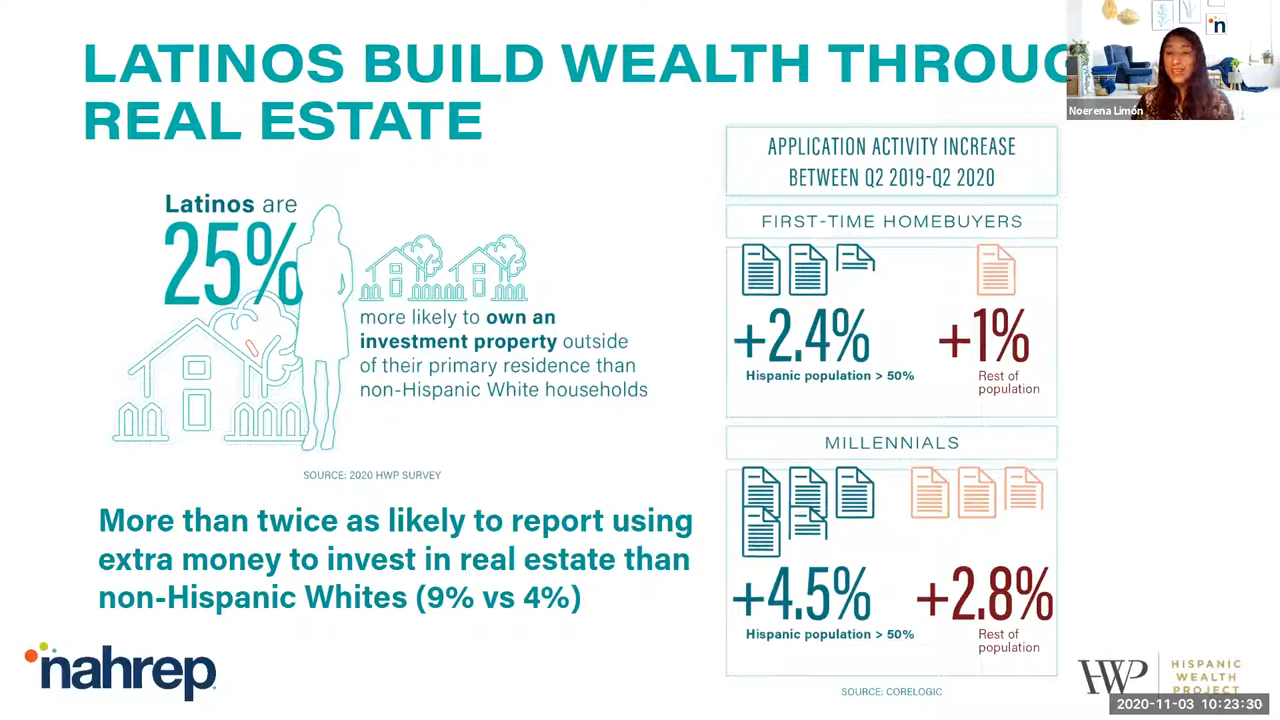 LATINOS BUILD WEALTH THROUG
REAL ESTATE
n
Noerena Limón
Latinos are
25%
more likely to own an
investment property outside
of their primary residence than
non-Hispanic White households
SOURCE: 2020 HWP SURVEY
More than twice as likely to report using
extra money to invest in real estate than
non-Hispanic Whites (9% vs 4%)
APPLICATION ACTIVITY INCREASE
BETWEEN Q2 2019-Q2 2020
FIRST-TIME HOMEBUYERS
+2.4% +1%
Hispanic population > 50% Rest of
population
MILLENNIALS
+4.5% +2.8%
Hispanic population > 50% Rest of
population
SOURCE: CORELOGIC
nahrep
HWP
HISPANIC
WEALTH
PROJECT
2020-11-03 10:23:30